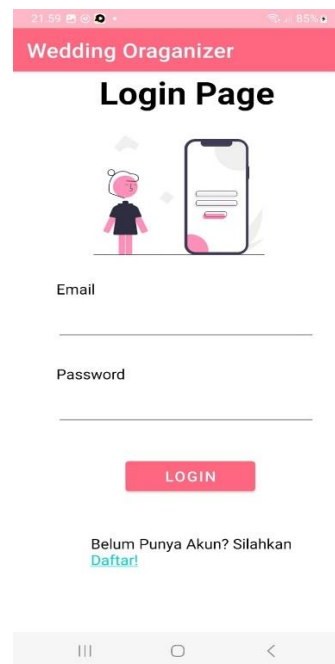 21.59
85%
Wedding Oraganizer
Login Page
Email
Password
LOGIN
Belum Punya Akun? Silahkan
Daftar!